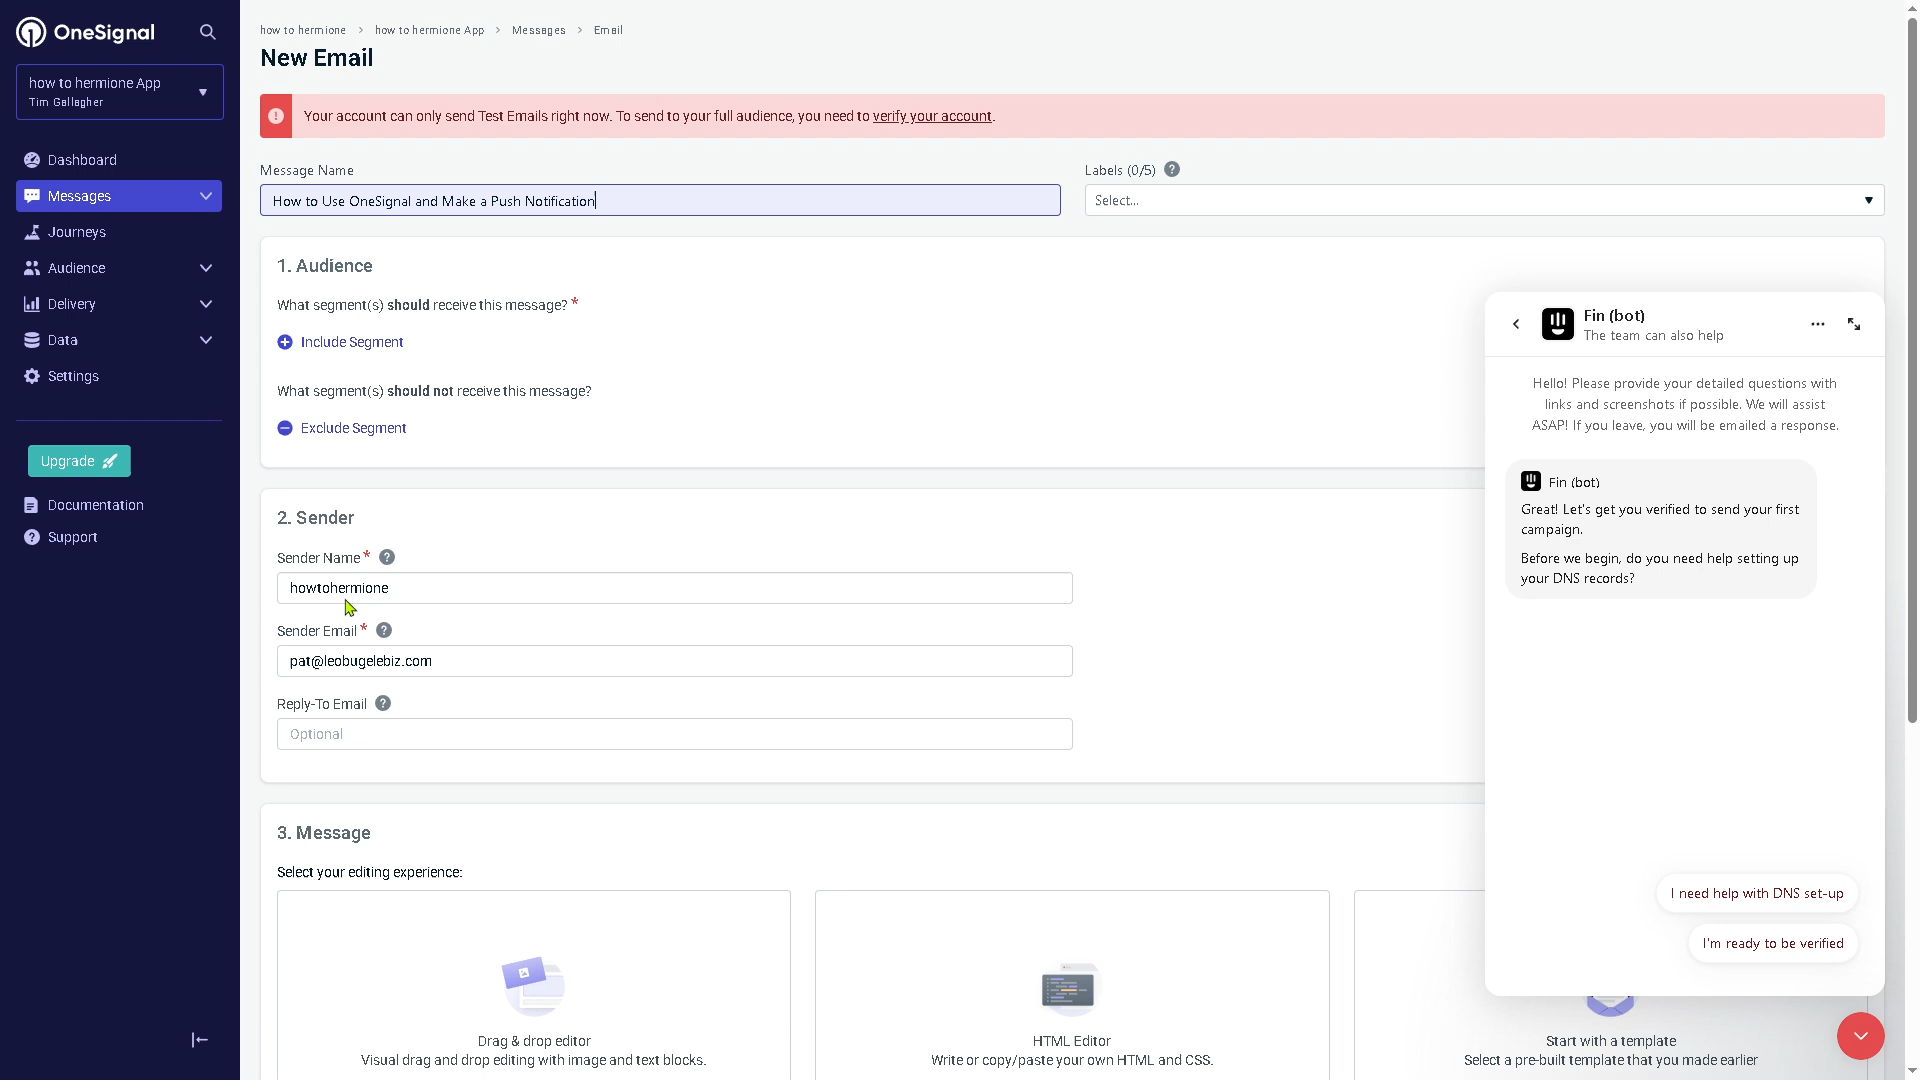 OneSignal
how to hermione App
Tim Gallagher
Dashboard
Messages
Journeys
Audience
Delivery
Data
Settings
Upgrade
Documentation
Support
how to hermione > how to hermione App > Messages > Email
New Email
Your account can only send Test Emails right now. To send to your full audience, you need to verify your account.
Message Name
How to Use OneSignal and Make a Push Notification
Labels (0/5) ?
Select...
1. Audience
What segment(s) should receive this message? *
Include Segment
What segment(s) should not receive this message?
Exclude Segment
2. Sender
Sender Name * ?
howtohermione
Sender Email * ?
pat@leobugelebiz.com
Reply-To Email ?
Optional
3. Message
Select your editing experience:
Drag & drop editor
Visual drag and drop editing with image and text blocks.
HTML Editor
Write or copy/paste your own HTML and CSS.
Start with a template
Select a pre-built template that you made earlier
Fin (bot)
The team can also help
Hello! Please provide your detailed questions with
links and screenshots if possible. We will assist
ASAP! If you leave, you will be emailed a response.
Fin (bot)
Great! Let's get you verified to send your first
campaign.
Before we begin, do you need help setting up
your DNS records?
I need help with DNS set-up
I'm ready to be verified